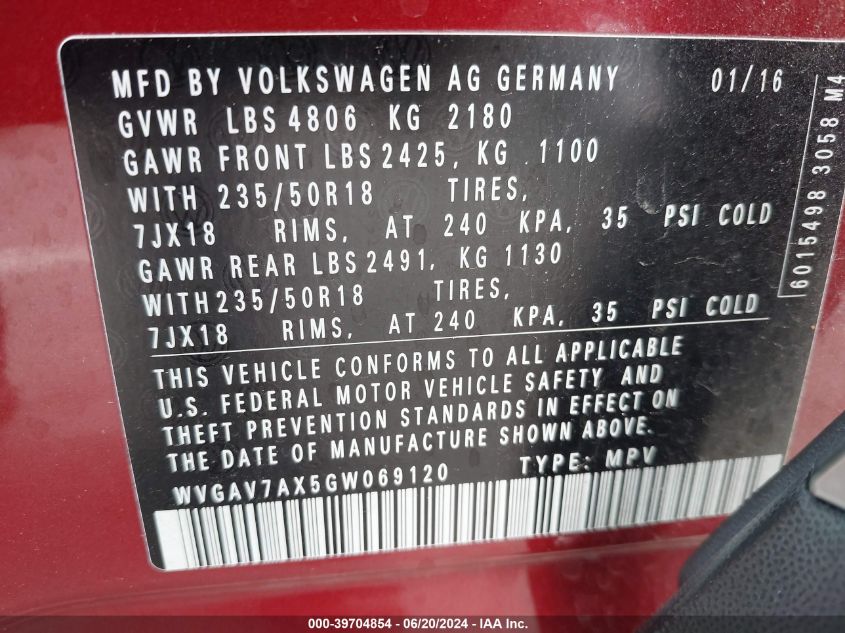 MFD BY VOLKSWAGEN AG GERMANY 01/16
GVWR LBS 4806 KG 2180
GAWR FRONT LBS 2425, KG 1100
WITH 235/50R18 TIRES,
7JX18 RIMS, AT 240 KPA, 35 PSI COLD
GAWR REAR LBS 2491, KG 1130
WITH 235/50R18 TIRES,
7JX18 RIMS, AT 240 KPA, 35 PSI COLD
THIS VEHICLE CONFORMS TO ALL APPLICABLE
U.S. FEDERAL MOTOR VEHICLE SAFETY AND
THEFT PREVENTION STANDARDS IN EFFECT ON
THE DATE OF MANUFACTURE SHOWN ABOVE.
WVGAV7AX5GW069120 TYPE: MPV
6015498 3058 M4
000-39704854 - 06/20/2024 - IAA Inc.